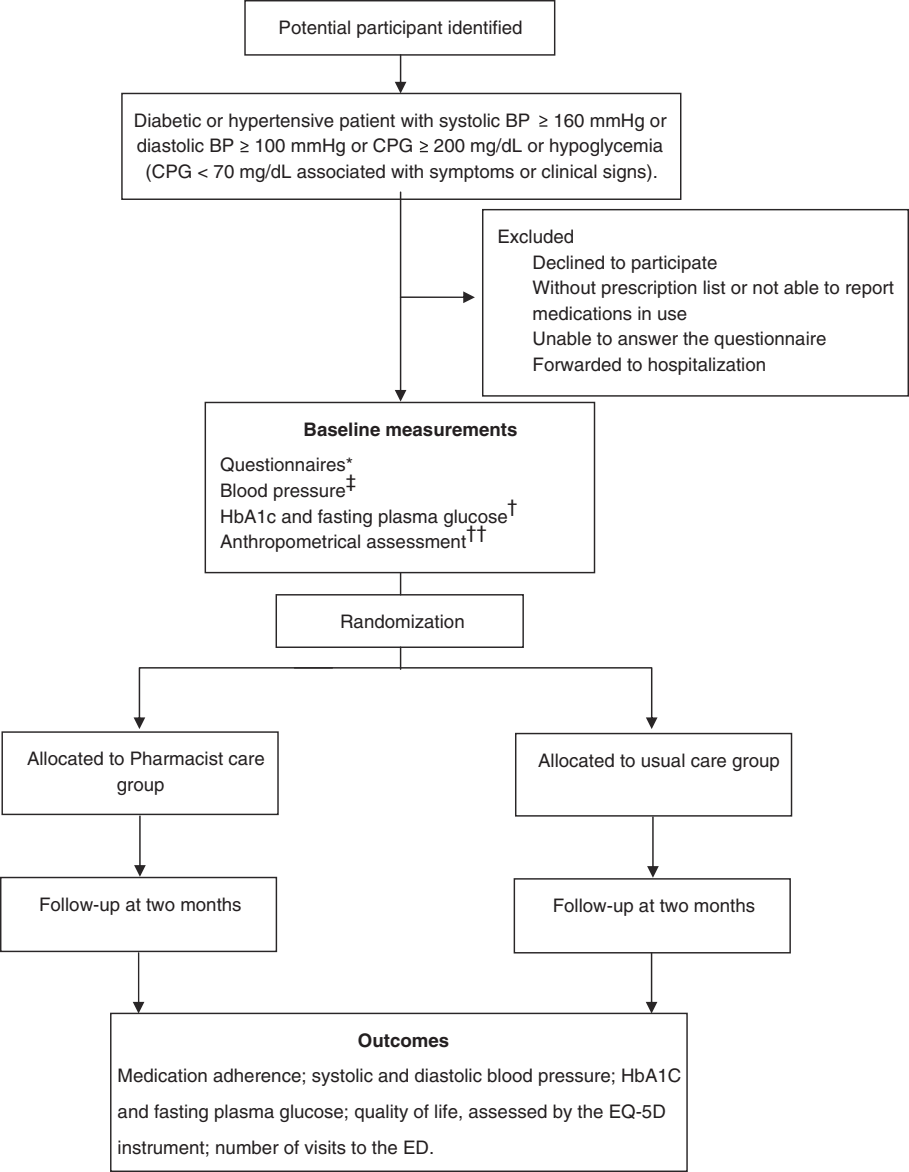 Potential participant identified
Diabetic or hypertensive patient with systolic BP ≥ 160 mmHg or
diastolic BP ≥ 100 mmHg or CPG ≥ 200 mg/dL or hypoglycemia
(CPG < 70 mg/dL associated with symptoms or clinical signs).
Excluded
Declined to participate
Without prescription list or not able to report
medications in use
Unable to answer the questionnaire
Forwarded to hospitalization
Baseline measurements
Questionnaires*
Blood pressure‡
HbA1c and fasting plasma glucose†
Anthropometrical assessment††
Randomization
Allocated to Pharmacist care
group
Allocated to usual care group
Follow-up at two months
Follow-up at two months
Outcomes
Medication adherence; systolic and diastolic blood pressure; HbA1C
and fasting plasma glucose; quality of life, assessed by the EQ-5D
instrument; number of visits to the ED.